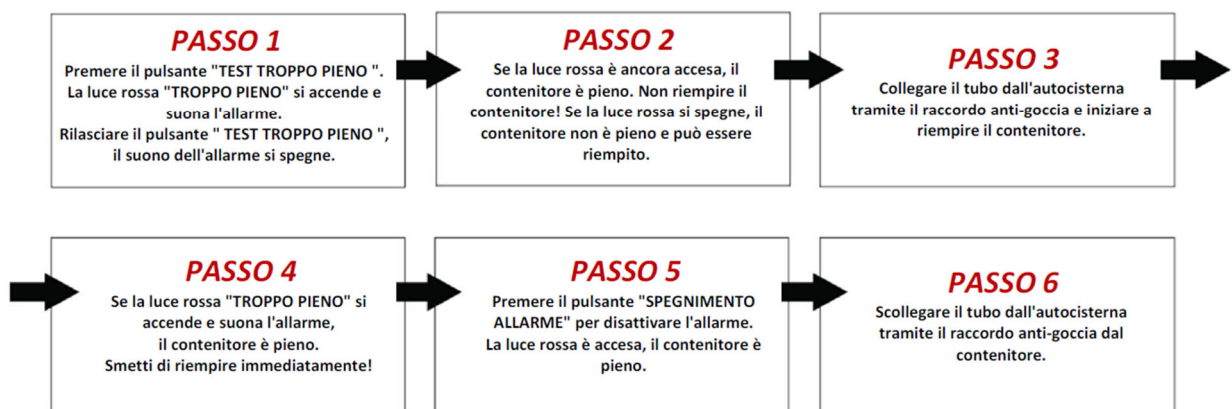 PASSO 1
Premere il pulsante "TEST TROPPO PIENO ".
La luce rossa "TROPPO PIENO" si accende e
suona l'allarme.
Rilasciare il pulsante " TEST TROPPO PIENO ",
il suono dell'allarme si spegne.
PASSO 2
Se la luce rossa è ancora accesa, il
contenitore è pieno. Non riempire il
contenitore! Se la luce rossa si spegne, il
contenitore non è pieno e può essere
riempito.
PASSO 3
Collegare il tubo dall'autocisterna
tramite il raccordo anti-goccia e iniziare a
riempire il contenitore.
PASSO 4
Se la luce rossa "TROPPO PIENO" si
accende e suona l'allarme,
il contenitore è pieno.
Smetti di riempire immediatamente!
PASSO 5
Premere il pulsante "SPEGNIMENTO
ALLARME" per disattivare l'allarme.
La luce rossa è accesa, il contenitore è
pieno.
PASSO 6
Scollegare il tubo dall'autocisterna
tramite il raccordo anti-goccia dal
contenitore.